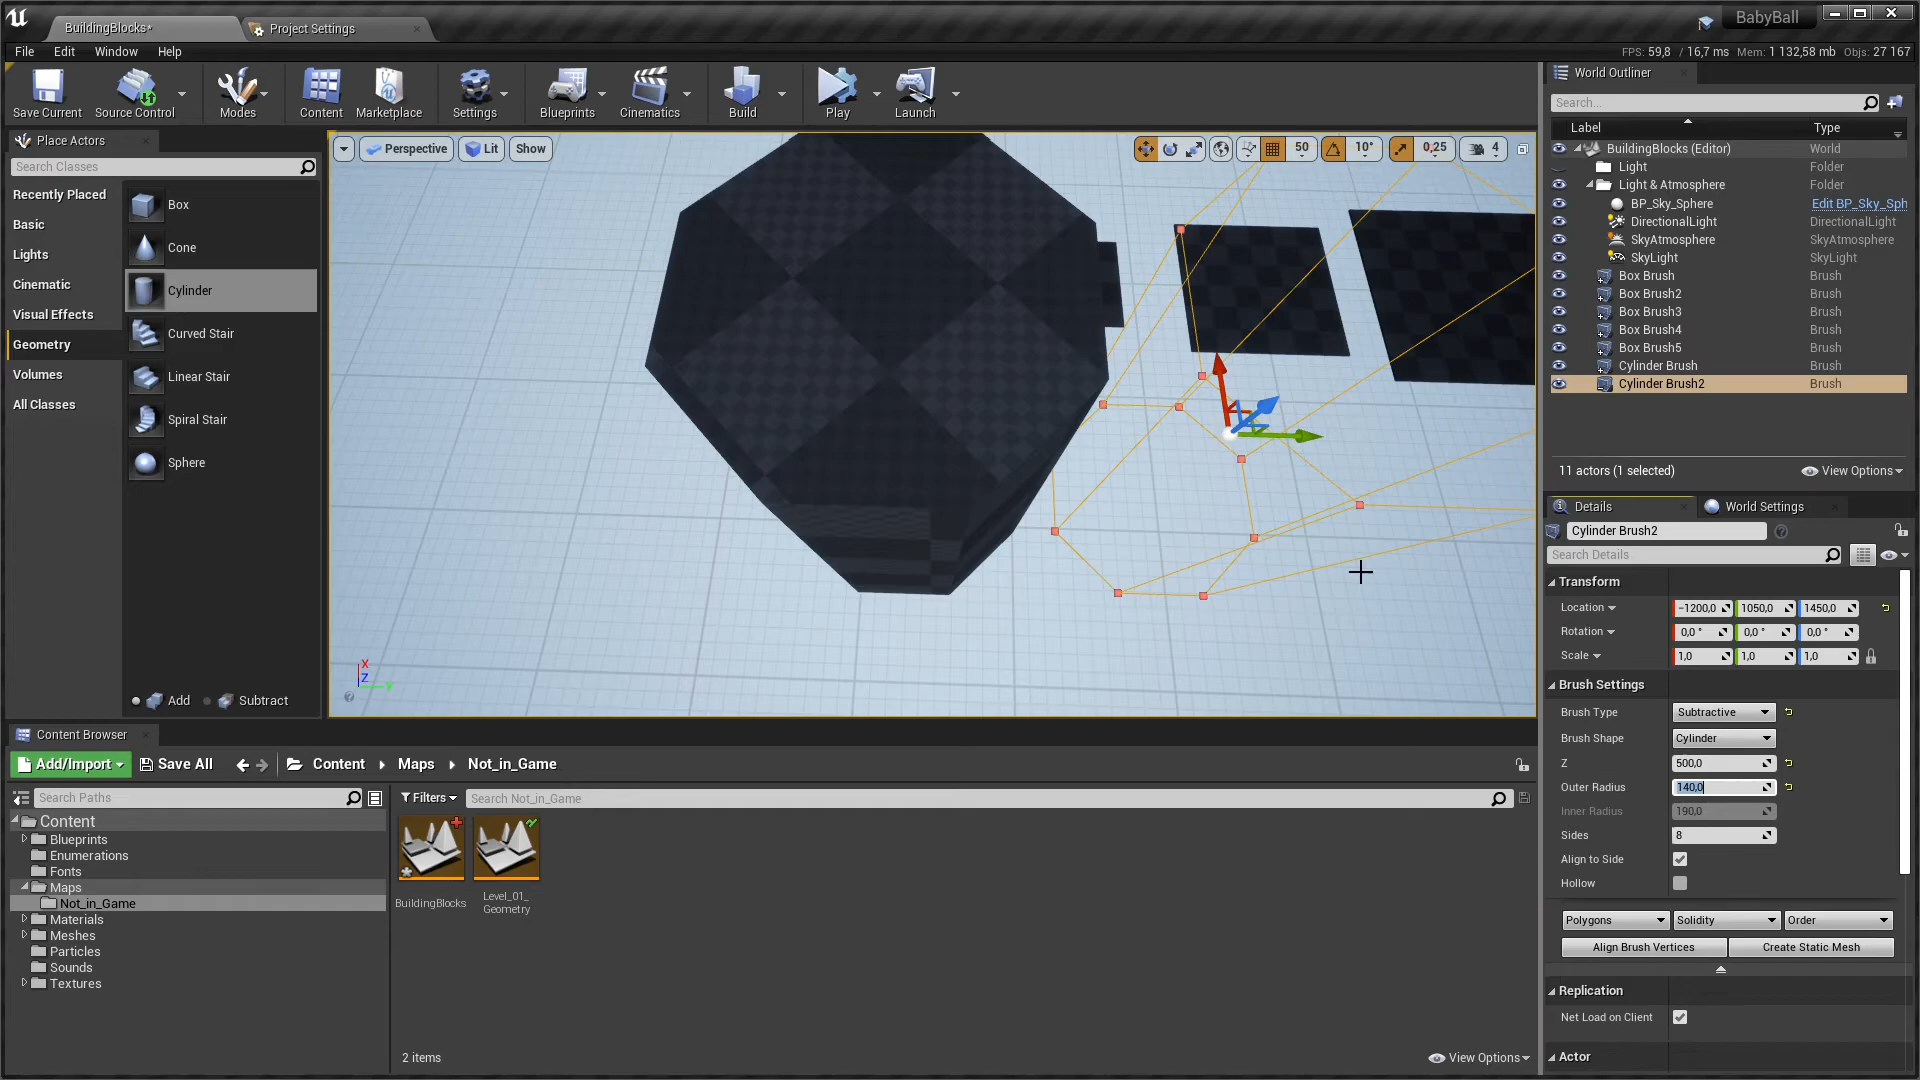 BuildingBlocks*
Project Settings
BabyBall
File Edit Window Help
FPS: 59,8 / 16,7 ms Mem: 1 132,58 mb Objs: 27 167
Save Current
Source Control
Modes
Content
Marketplace
Settings
Blueprints
Cinematics
Build
Play
Launch
Place Actors
Search Classes
Recently Placed
Basic
Lights
Cinematic
Visual Effects
Geometry
Volumes
All Classes
Box
Cone
Cylinder
Curved Stair
Linear Stair
Spiral Stair
Sphere
Add
Subtract
Perspective
Lit
Show
50
10°
0,25
4
X
Z
Y
World Outliner
Search...
Label Type
BuildingBlocks (Editor) World
Light Folder
Light & Atmosphere Folder
BP_Sky_Sphere Edit BP_Sky_Sph
DirectionalLight DirectionalLight
SkyAtmosphere SkyAtmosphere
SkyLight SkyLight
Box Brush Brush
Box Brush2 Brush
Box Brush3 Brush
Box Brush4 Brush
Box Brush5 Brush
Cylinder Brush Brush
Cylinder Brush2 Brush
11 actors (1 selected)
View Options
Details
World Settings
Cylinder Brush2
Search Details
Transform
Location -1200,0 1050,0 1450,0
Rotation 0,0 ° 0,0 ° 0,0 °
Scale 1,0 1,0 1,0
Brush Settings
Brush Type Subtractive
Brush Shape Cylinder
Z 500,0
Outer Radius 140,0
Inner Radius 190,0
Sides 8
Align to Side
Hollow
Polygons Solidity Order
Align Brush Vertices Create Static Mesh
Replication
Net Load on Client
Actor
Content Browser
Add/Import
Save All
Content
Maps
Not_in_Game
Search Paths
Filters
Search Not_in_Game
Content
Blueprints
Enumerations
Fonts
Maps
Not_in_Game
Materials
Meshes
Particles
Sounds
Textures
BuildingBlocks
Level_01_
Geometry
2 items
View Options